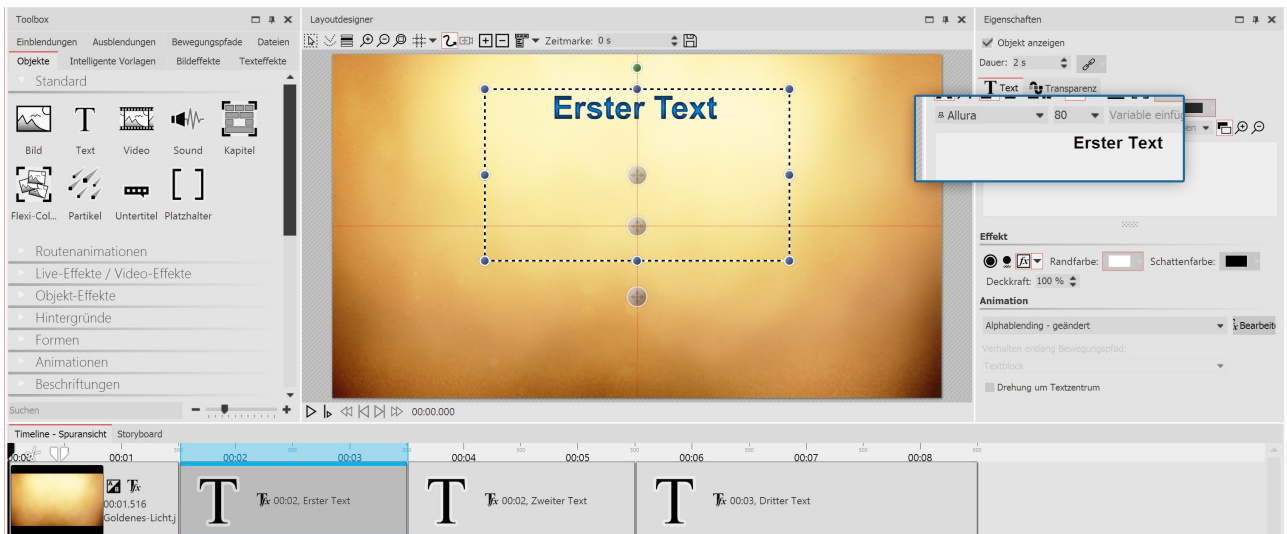 Toolbox
Einblendungen Ausblendungen Bewegungspfade Dateien
Objekte Intelligente Vorlagen Bildeffekte Texteffekte
Standard
Bild Text Video Sound Kapitel
Flexi-Col... Partikel Untertitel Platzhalter
Routenanimationen
Live-Effekte / Video-Effekte
Objekt-Effekte
Hintergründe
Formen
Animationen
Beschriftungen
Suchen
Layoutdesigner
Zeitmarke: 0 s
Erster Text
00:00.000
Eigenschaften
Objekt anzeigen
Dauer: 2 s
Text Transparenz
Allura 80 Variable einfüg
Erster Text
Effekt
fx Randfarbe: Schattenfarbe:
Deckkraft: 100 %
Animation
Alphablending - geändert Bearbeit
Verhalten entlang Bewegungspfad:
Textblock
Drehung um Textzentrum
Timeline - Spuransicht Storyboard
00:01 00:02 00:03 00:04 00:05 00:06 00:07 00:08
00:01.516
Goldenes-Licht.j
T fx 00:02, Erster Text
T fx 00:02, Zweiter Text
T fx 00:03, Dritter Text